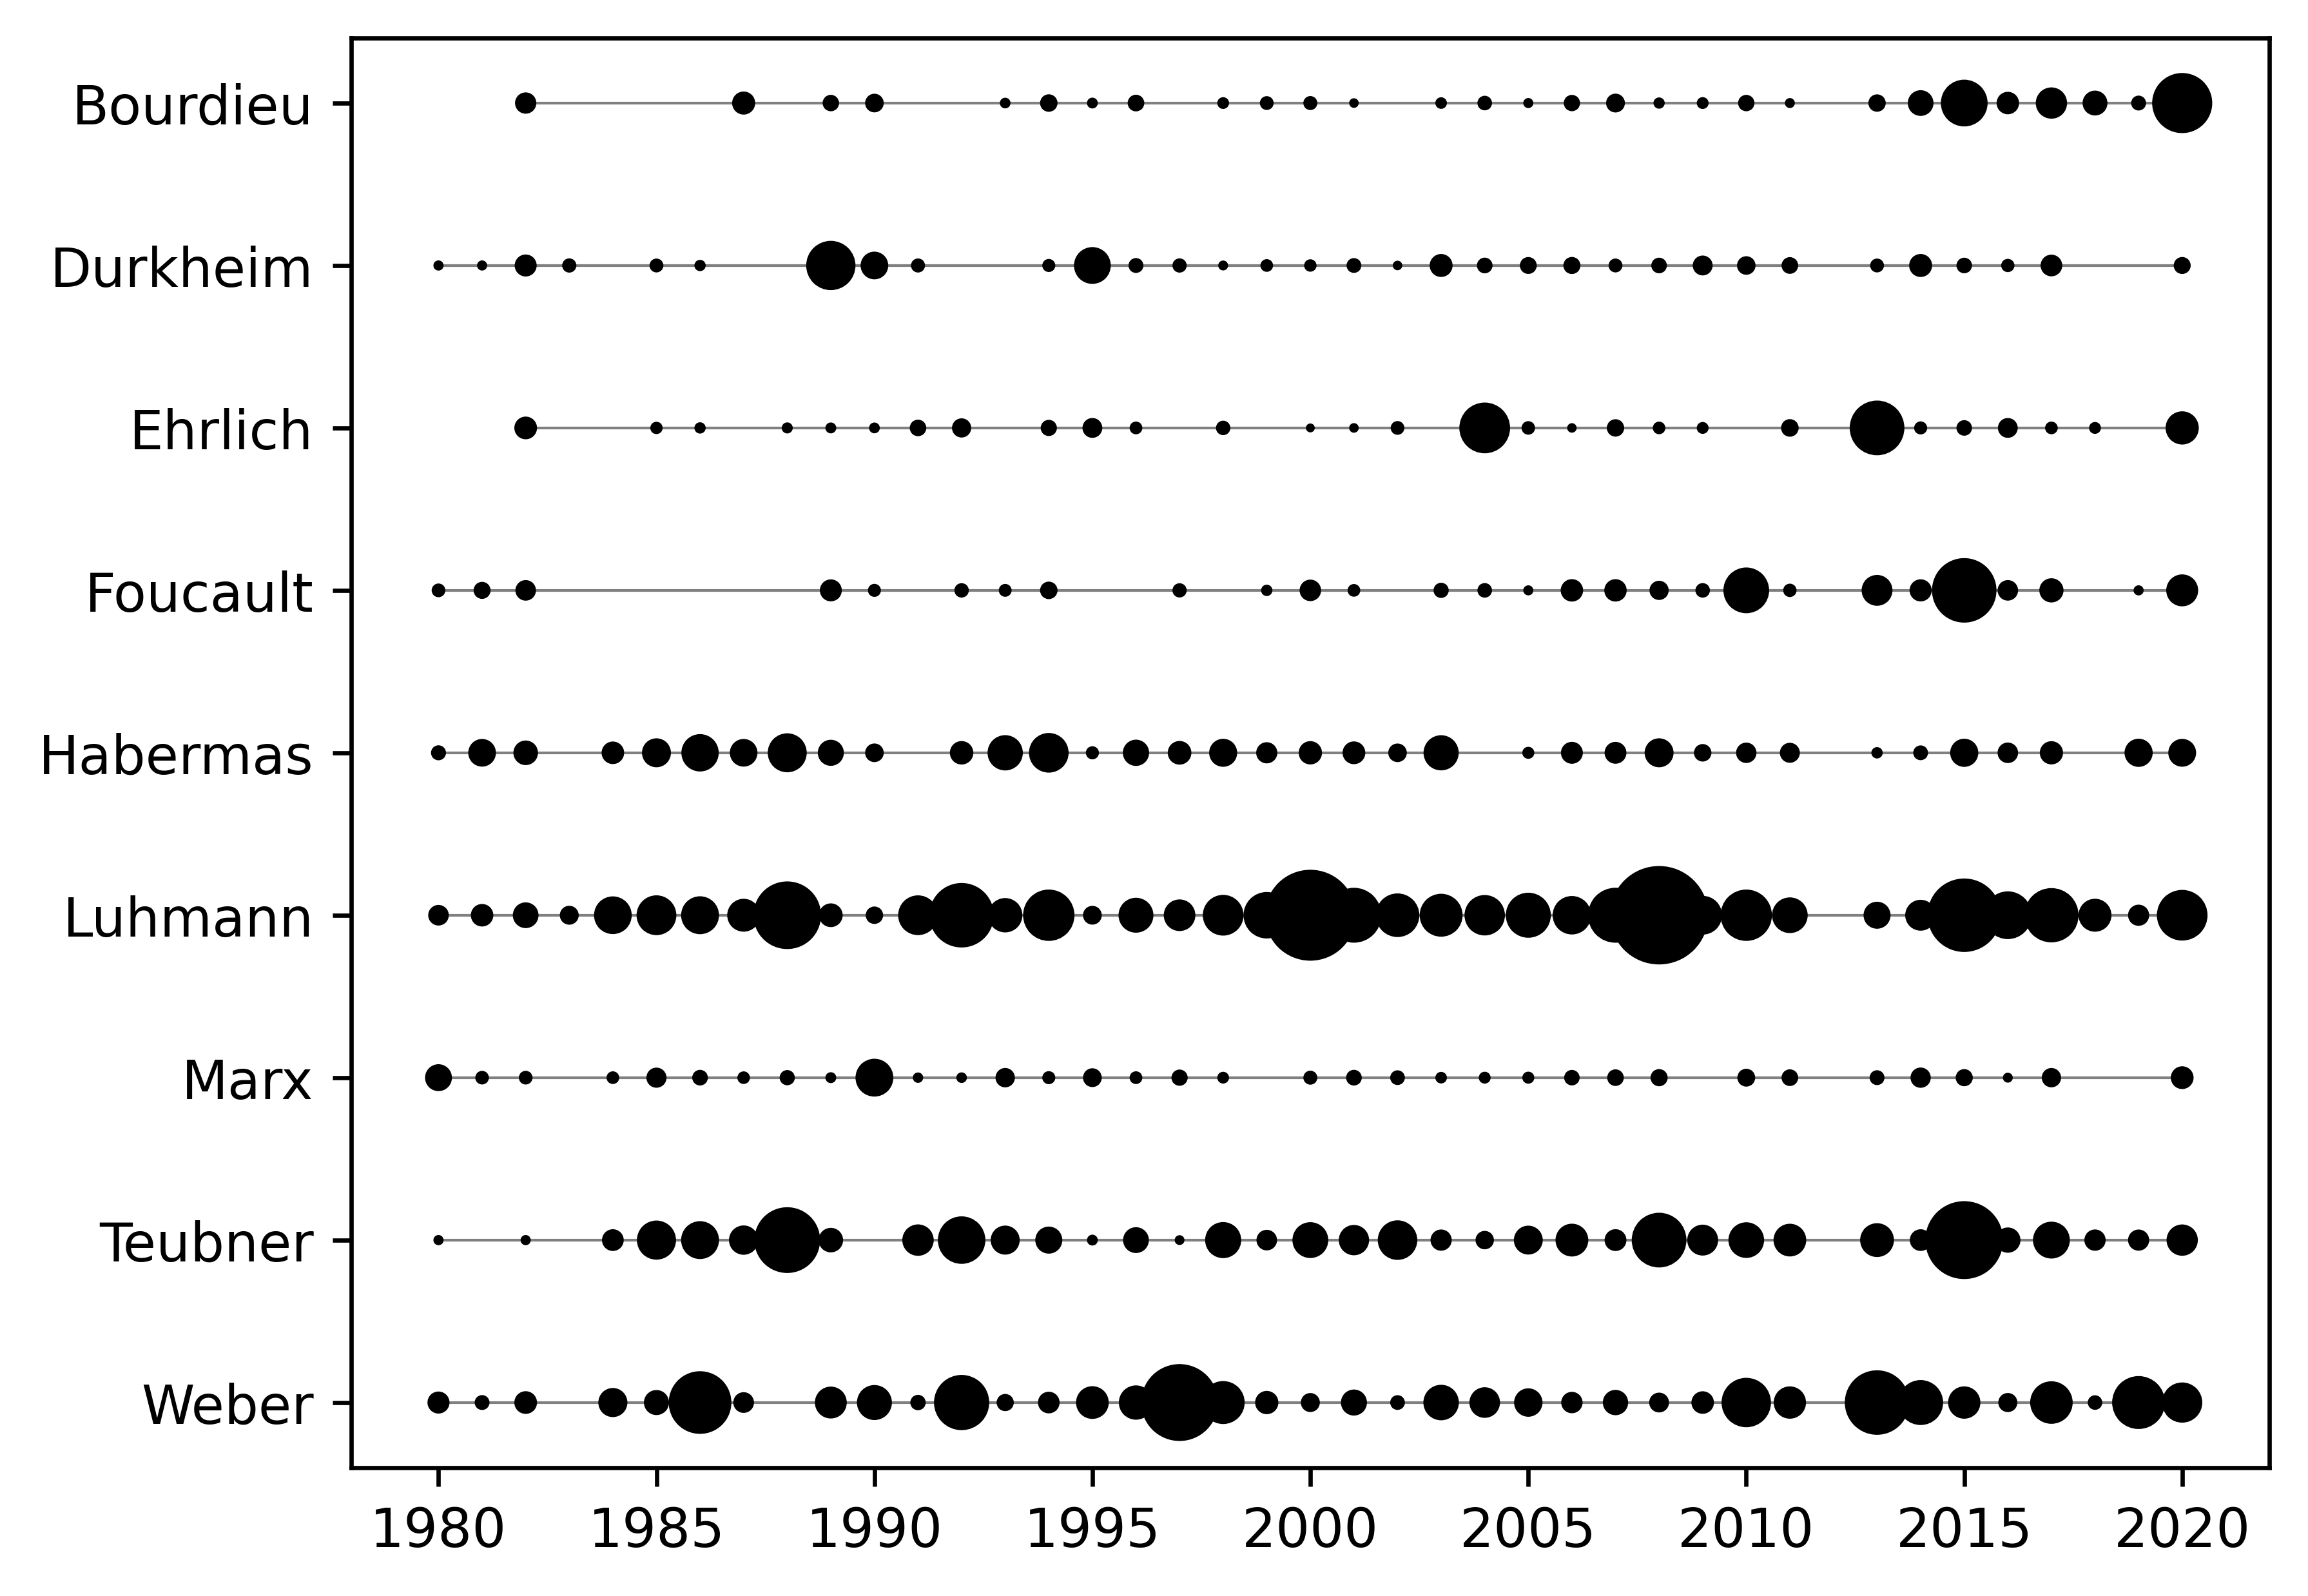 Bourdieu
Durkheim
Ehrlich
Foucault
Habermas
Luhmann
Marx
Teubner
Weber
1980 1985 1990 1995 2000 2005 2010 2015 2020